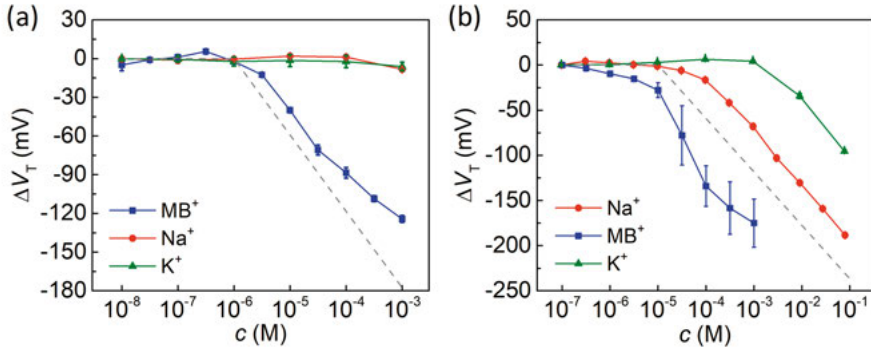 (a)
30
0
-30
-60
-90
-120
-150
-180
ΔV_T (mV)
MB⁺
Na⁺
K⁺
10⁻⁸ 10⁻⁷ 10⁻⁶ 10⁻⁵ 10⁻⁴ 10⁻³
c (M)
(b)
50
0
-50
-100
-150
-200
-250
ΔV_T (mV)
Na⁺
MB⁺
K⁺
10⁻⁷ 10⁻⁶ 10⁻⁵ 10⁻⁴ 10⁻³ 10⁻² 10⁻¹
c (M)